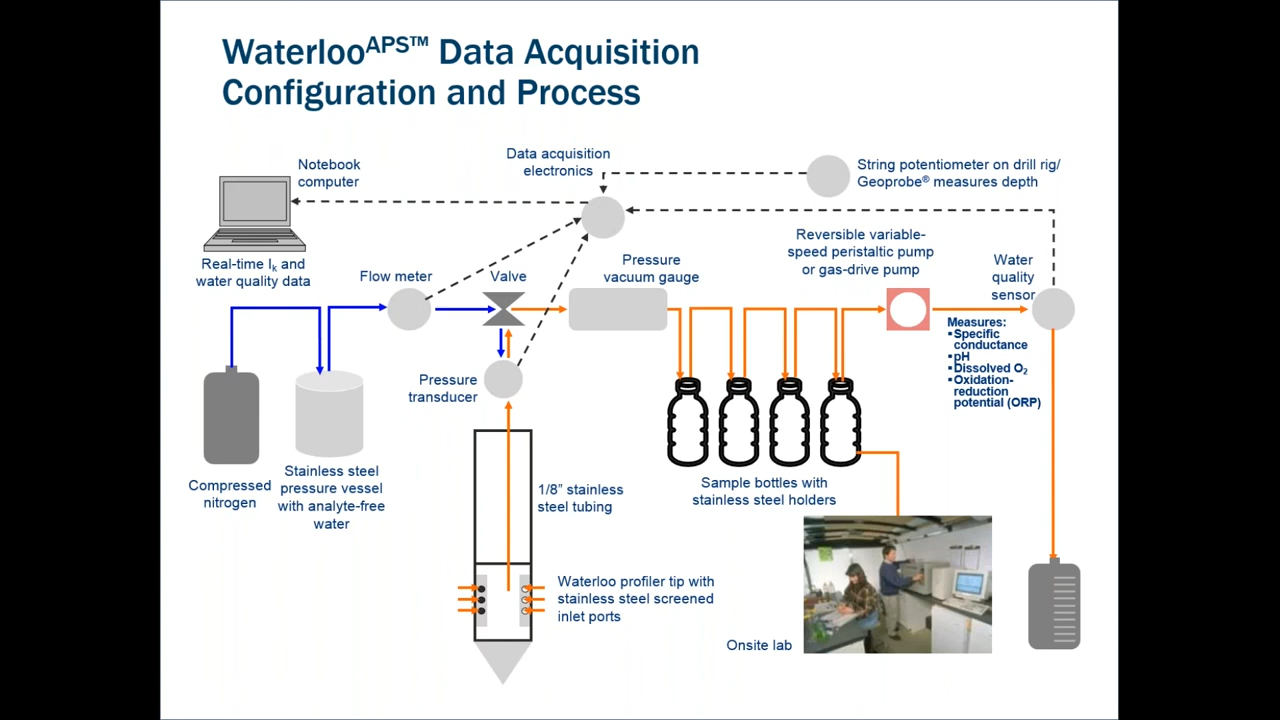 Waterloo^APS™ Data Acquisition
Configuration and Process
Notebook
computer
Data acquisition
electronics
String potentiometer on drill rig/
Geoprobe® measures depth
Real-time Iₖ and
water quality data
Flow meter
Valve
Pressure
vacuum gauge
Reversible variable-
speed peristaltic pump
or gas-drive pump
Water
quality
sensor
Measures:
▪Specific
conductance
▪pH
▪Dissolved O₂
▪Oxidation-
reduction
potential (ORP)
Pressure
transducer
Compressed
nitrogen
Stainless steel
pressure vessel
with analyte-free
water
1/8” stainless
steel tubing
Sample bottles with
stainless steel holders
Waterloo profiler tip with
stainless steel screened
inlet ports
Onsite lab